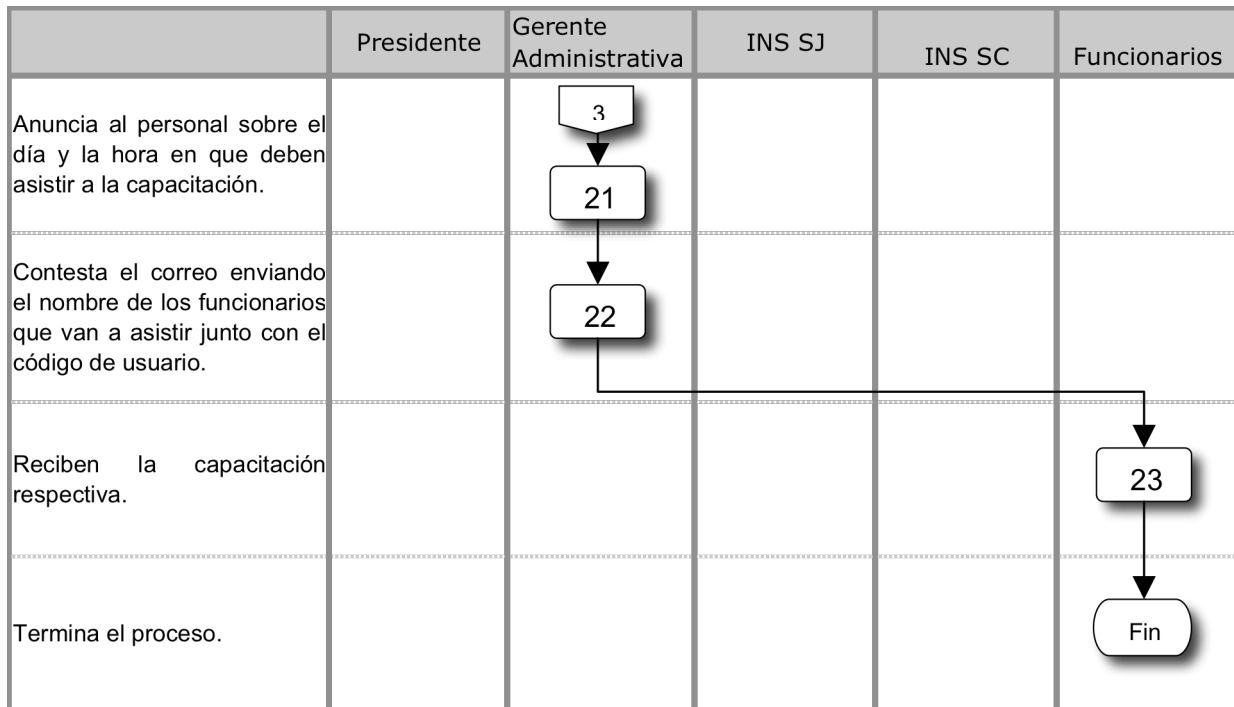 Presidente
Gerente
Administrativa
INS SJ
INS SC
Funcionarios
Anuncia al personal sobre el
día y la hora en que deben
asistir a la capacitación.
3
21
Contesta el correo enviando
el nombre de los funcionarios
que van a asistir junto con el
código de usuario.
22
Reciben la capacitación
respectiva.
23
Termina el proceso.
Fin